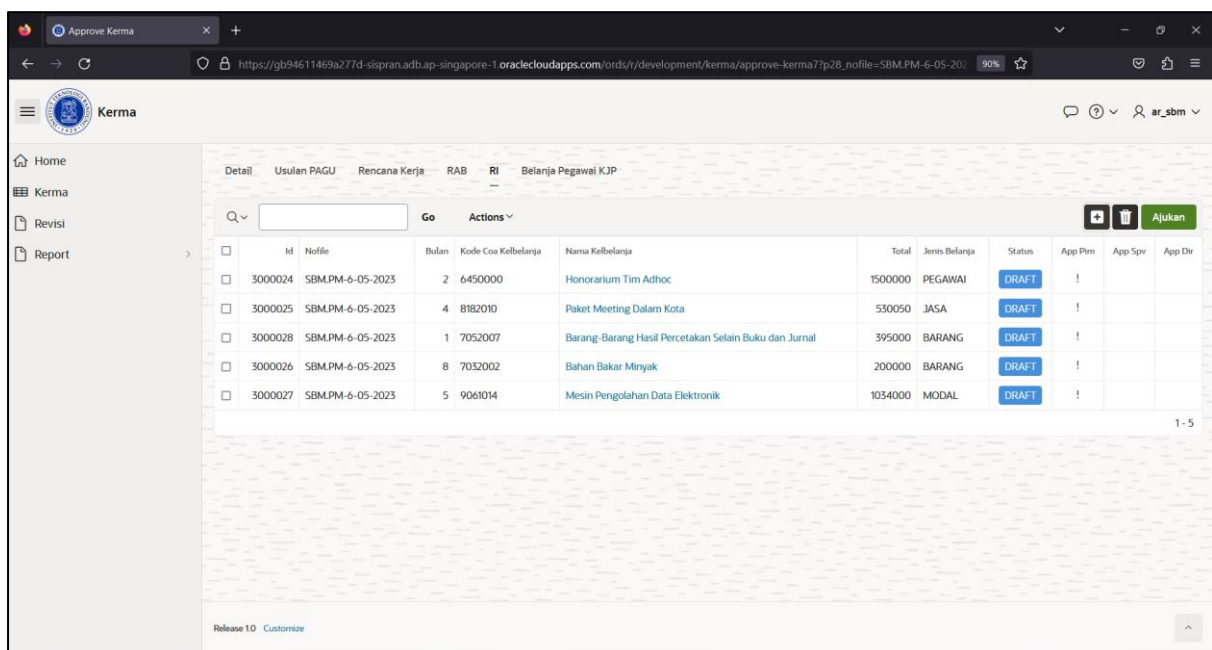 Approve Kerma
https://gb94611469a277d-sispran.adb.ap-singapore-1.oraclecloudapps.com/ords/r/development/kerma/approve-kerma7?p28_nofile=SBM.PM-6-05-202 90%
Kerma ar_sbm
Home
Kerma
Revisi
Report
Detail Usulan PAGU Rencana Kerja RAB RI Belanja Pegawai KJP
Go Actions Ajukan
Id Nofile Bulan Kode Coa Kelbelanja Nama Kelbelanja Total Jenis Belanja Status App Pim App Spv App Dir
3000024 SBM.PM-6-05-2023 2 6450000 Honorarium Tim Adhoc 1500000 PEGAWAI DRAFT !
3000025 SBM.PM-6-05-2023 4 8182010 Paket Meeting Dalam Kota 530050 JASA DRAFT !
3000028 SBM.PM-6-05-2023 1 7052007 Barang-Barang Hasil Percetakan Selain Buku dan Jurnal 395000 BARANG DRAFT !
3000026 SBM.PM-6-05-2023 8 7032002 Bahan Bakar Minyak 200000 BARANG DRAFT !
3000027 SBM.PM-6-05-2023 5 9061014 Mesin Pengolahan Data Elektronik 1034000 MODAL DRAFT !
1 - 5
Release 1.0 Customize